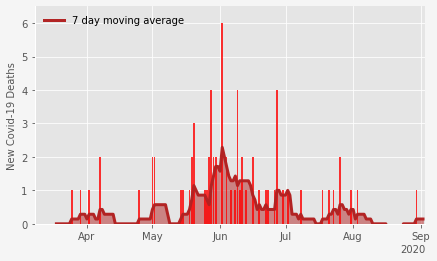 7 day moving average
New Covid-19 Deaths
6
5
4
3
2
1
0
Apr
May
Jun
Jul
Aug
Sep
2020